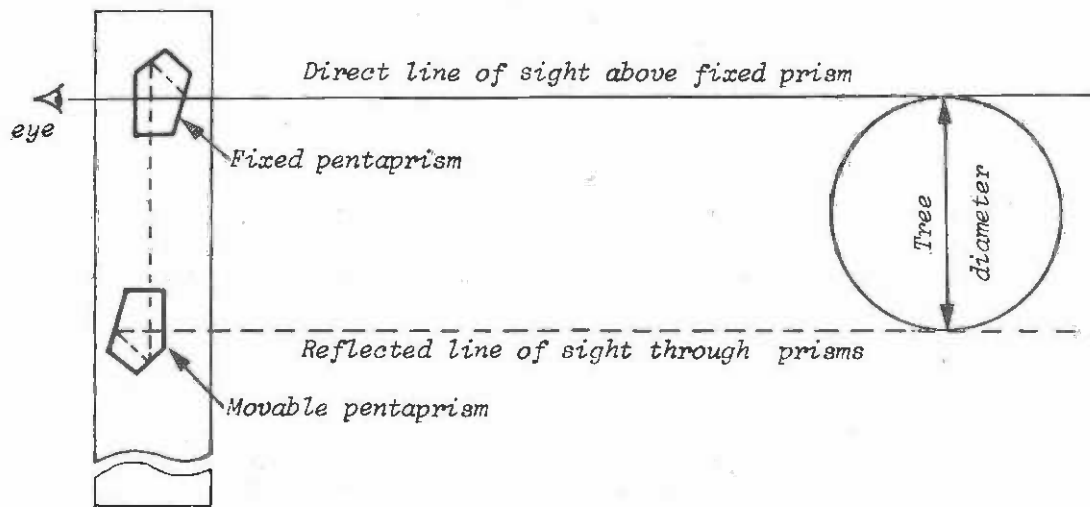 Direct line of sight above fixed prism
eye
Fixed pentaprism
Tree
diameter
Reflected line of sight through prisms
Movable pentaprism